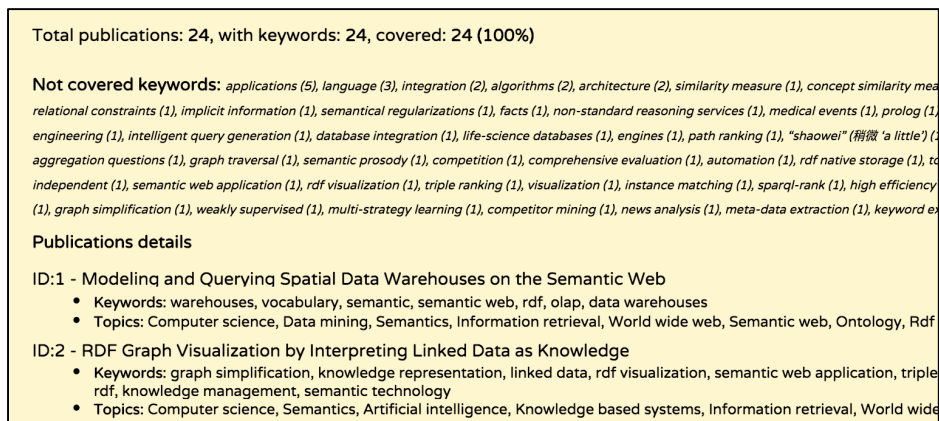 Total publications: 24, with keywords: 24, covered: 24 (100%)
Not covered keywords: applications (5), language (3), integration (2), algorithms (2), architecture (2), similarity measure (1), concept similarity mea
relational constraints (1), implicit information (1), semantical regularizations (1), facts (1), non-standard reasoning services (1), medical events (1), prolog (1)
engineering (1), intelligent query generation (1), database integration (1), life-science databases (1), engines (1), path ranking (1), “shaowei” (稍微 ‘a little’) (1
aggregation questions (1), graph traversal (1), semantic prosody (1), competition (1), comprehensive evaluation (1), automation (1), rdf native storage (1), to
independent (1), semantic web application (1), rdf visualization (1), triple ranking (1), visualization (1), instance matching (1), sparql-rank (1), high efficiency
(1), graph simplification (1), weakly supervised (1), multi-strategy learning (1), competitor mining (1), news analysis (1), meta-data extraction (1), keyword ex
Publications details
ID:1 - Modeling and Querying Spatial Data Warehouses on the Semantic Web
• Keywords: warehouses, vocabulary, semantic, semantic web, rdf, olap, data warehouses
• Topics: Computer science, Data mining, Semantics, Information retrieval, World wide web, Semantic web, Ontology, Rdf
ID:2 - RDF Graph Visualization by Interpreting Linked Data as Knowledge
• Keywords: graph simplification, knowledge representation, linked data, rdf visualization, semantic web application, triple
rdf, knowledge management, semantic technology
• Topics: Computer science, Semantics, Artificial intelligence, Knowledge based systems, Information retrieval, World wide